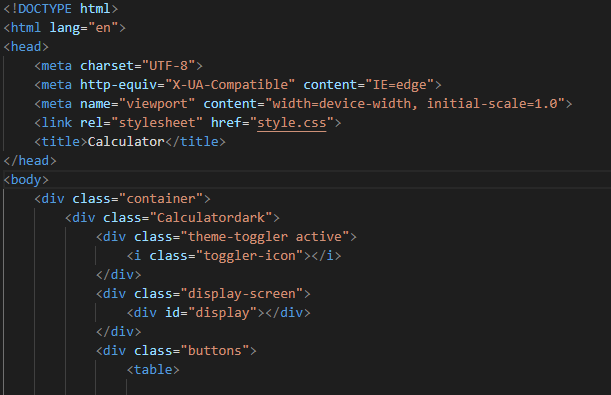 <!DOCTYPE html>
<html lang="en">
<head>
    <meta charset="UTF-8">
    <meta http-equiv="X-UA-Compatible" content="IE=edge">
    <meta name="viewport" content="width=device-width, initial-scale=1.0">
    <link rel="stylesheet" href="style.css">
    <title>Calculator</title>
</head>
<body>
    <div class="container">
        <div class="Calculatordark">
            <div class="theme-toggler active">
                <i class="toggler-icon"></i>
            </div>
            <div class="display-screen">
                <div id="display"></div>
            </div>
            <div class="buttons">
                <table>